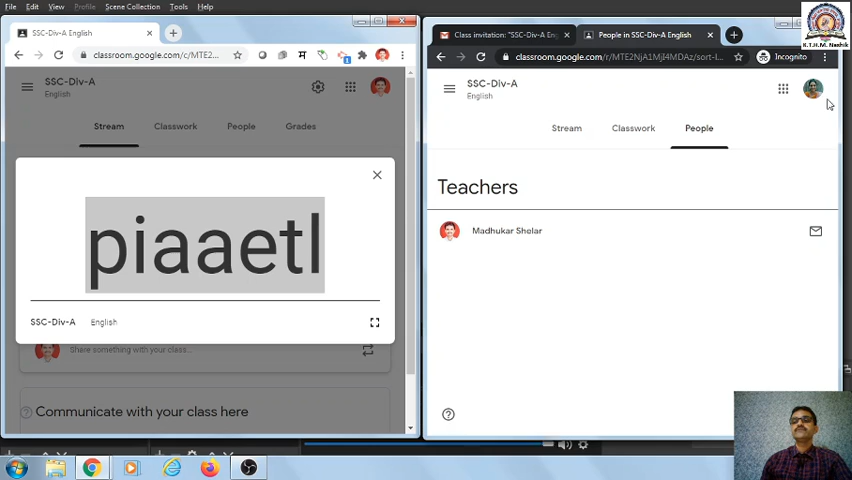 File Edit View Profile Scene Collection Tools Help
SSC-Div-A English
classroom.google.com/c/MTE2...
म
SSC-Div-A
English
Stream Classwork People Grades
piaaetl
SSC-Div-A English
Share something with your class...
Communicate with your class here
Class invitation: "SSC-Div-A Eng
People in SSC-Div-A English
classroom.google.com/r/MTE2NjA1MjI4MDAz/sort-l...
Incognito
K.T.H.M. Nashik
SSC-Div-A
English
Stream Classwork People
Teachers
Madhukar Shelar